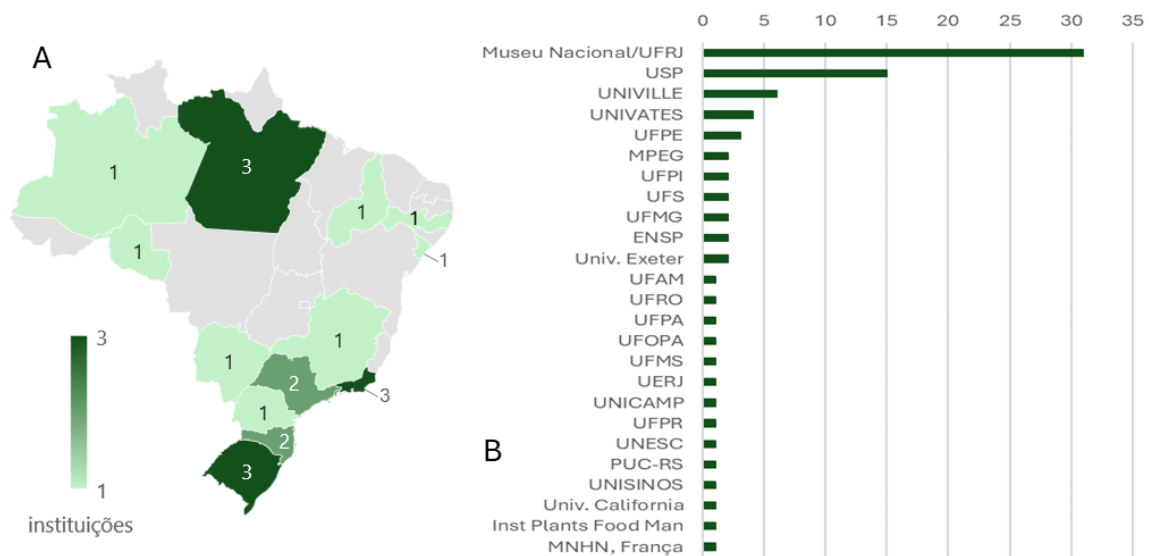 A
1
3
1
1
1
1
1
1
2
3
1
2
3
3
1
instituições
B
0 5 10 15 20 25 30 35
Museu Nacional/UFRJ
USP
UNIVILLE
UNIVATES
UFPE
MPEG
UFPI
UFS
UFMG
ENSP
Univ. Exeter
UFAM
UFRO
UFPA
UFOPA
UFMS
UERJ
UNICAMP
UFPR
UNESC
PUC-RS
UNISINOS
Univ. California
Inst Plants Food Man
MNHN, França